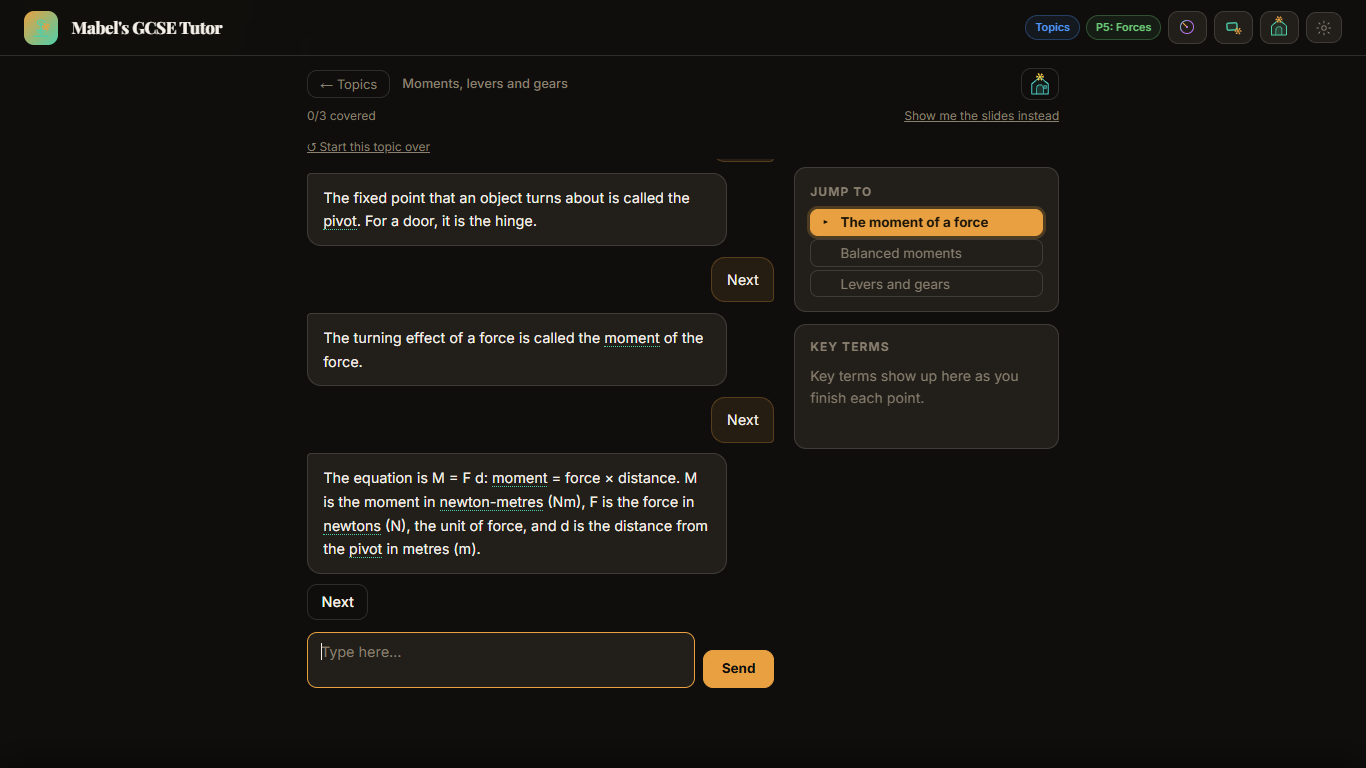 Mabel's GCSE Tutor
Topics
P5: Forces
← Topics
Moments, levers and gears
0/3 covered
Show me the slides instead
↺ Start this topic over
The fixed point that an object turns about is called the
pivot. For a door, it is the hinge.
Next
The turning effect of a force is called the moment of the
force.
Next
The equation is M = F d: moment = force × distance. M
is the moment in newton-metres (Nm), F is the force in
newtons (N), the unit of force, and d is the distance from
the pivot in metres (m).
Next
Type here...
Send
JUMP TO
▸ The moment of a force
Balanced moments
Levers and gears
KEY TERMS
Key terms show up here as you
finish each point.